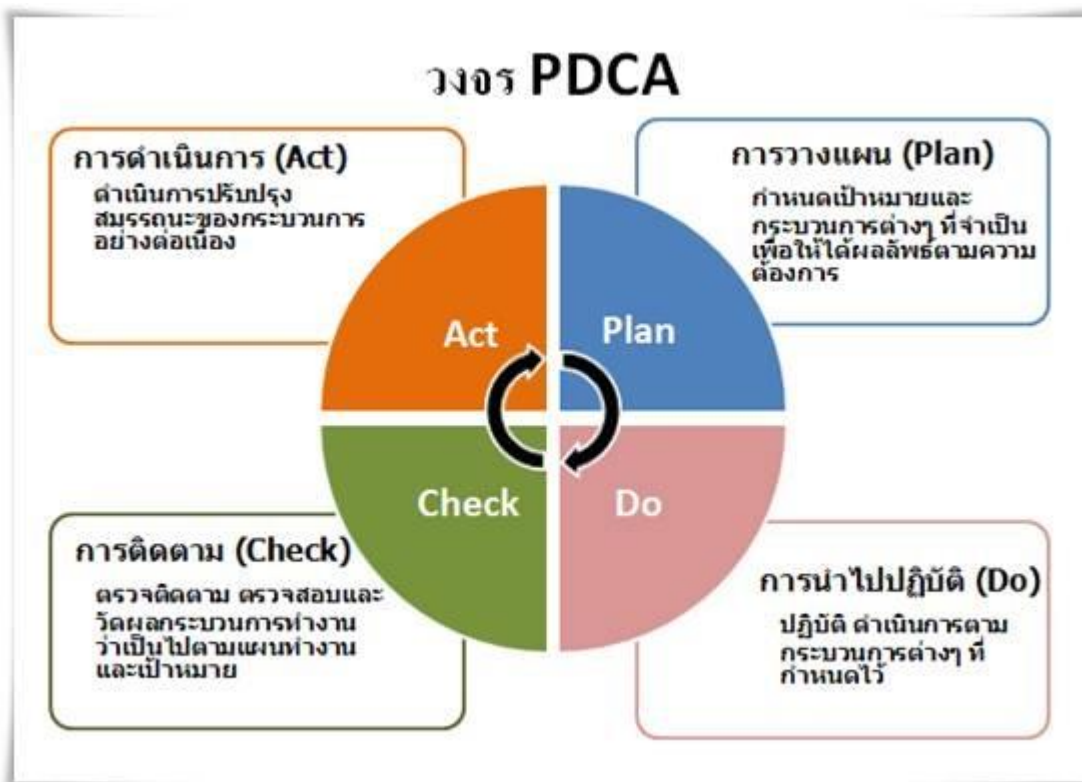 วงจร PDCA
การดำเนินการ (Act)
ดำเนินการปรับปรุง
สมรรถนะของกระบวนการ
อย่างต่อเนื่อง
การวางแผน (Plan)
กำหนดเป้าหมายและ
กระบวนการต่างๆ ที่จำเป็น
เพื่อให้ได้ผลลัพธ์ตามความ
ต้องการ
Act
Plan
Check
Do
การติดตาม (Check)
ตรวจติดตาม ตรวจสอบและ
วัดผลกระบวนการทำงาน
ว่าเป็นไปตามแผนทำงาน
และเป้าหมาย
การนำไปปฏิบัติ (Do)
ปฏิบัติ ดำเนินการตาม
กระบวนการต่างๆ ที่
กำหนดไว้